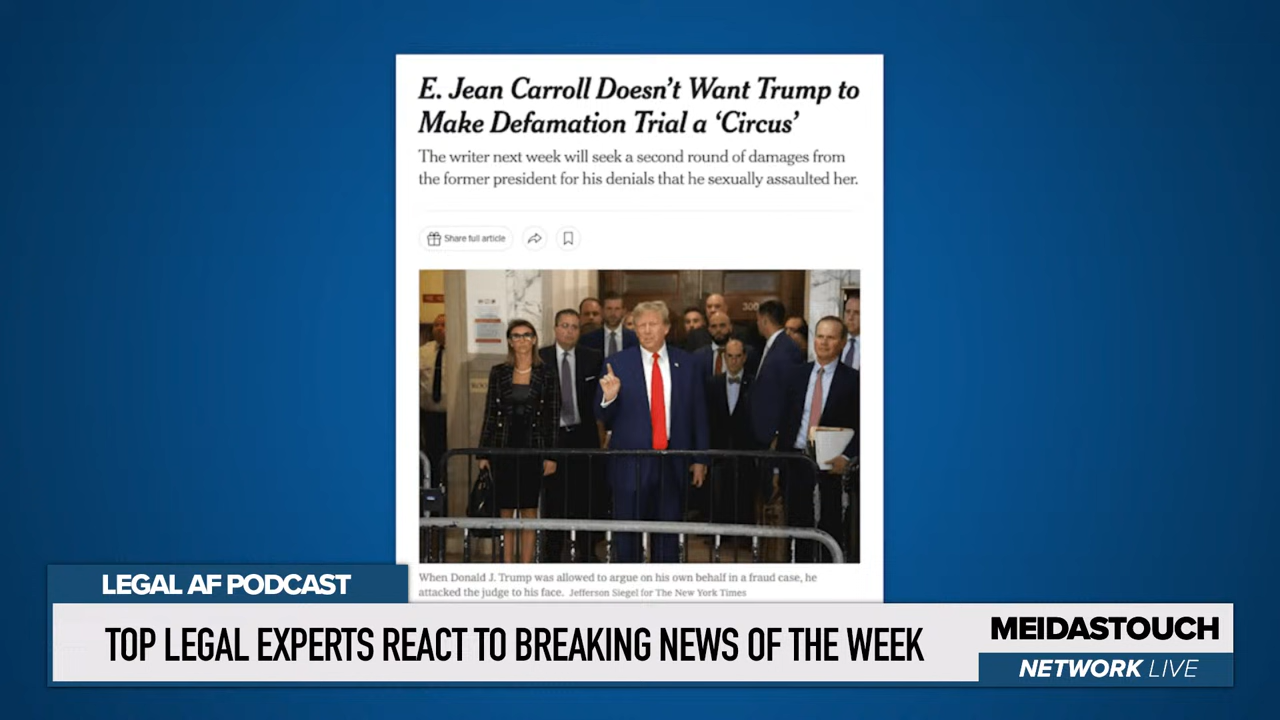 E. Jean Carroll Doesn't Want Trump to
Make Defamation Trial a 'Circus'
The writer next week will seek a second round of damages from
the former president for his denials that he sexually assaulted her.
Share full article
300
When Donald J. Trump was allowed to argue on his own behalf in a fraud case, he
attacked the judge to his face. Jefferson Siegel for The New York Times
LEGAL AF PODCAST
TOP LEGAL EXPERTS REACT TO BREAKING NEWS OF THE WEEK
MEIDASTOUCH
NETWORK LIVE